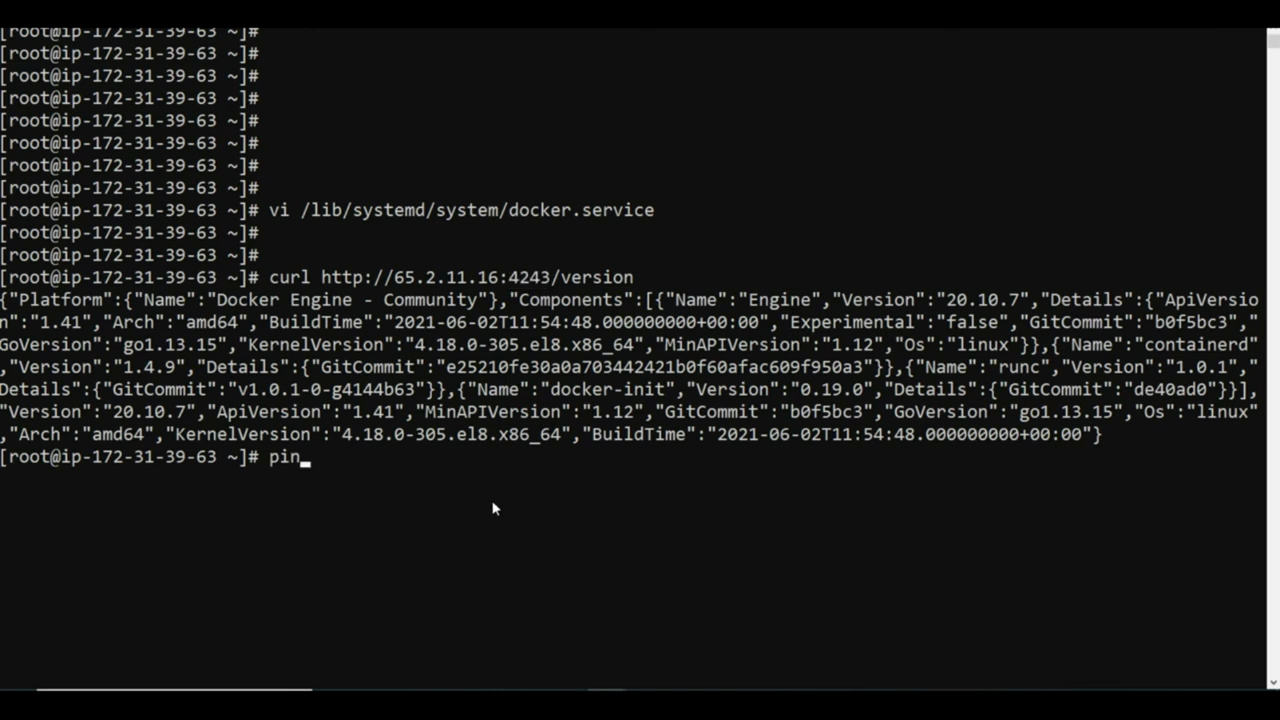 [root@ip-172-31-39-63 ~]#
[root@ip-172-31-39-63 ~]#
[root@ip-172-31-39-63 ~]#
[root@ip-172-31-39-63 ~]#
[root@ip-172-31-39-63 ~]#
[root@ip-172-31-39-63 ~]#
[root@ip-172-31-39-63 ~]#
[root@ip-172-31-39-63 ~]#
[root@ip-172-31-39-63 ~]# vi /lib/systemd/system/docker.service
[root@ip-172-31-39-63 ~]#
[root@ip-172-31-39-63 ~]#
[root@ip-172-31-39-63 ~]# curl http://65.2.11.16:4243/version
{"Platform":{"Name":"Docker Engine - Community"},"Components":[{"Name":"Engine","Version":"20.10.7","Details":{"ApiVersio
n":"1.41","Arch":"amd64","BuildTime":"2021-06-02T11:54:48.000000000+00:00","Experimental":"false","GitCommit":"b0f5bc3","
GoVersion":"go1.13.15","KernelVersion":"4.18.0-305.el8.x86_64","MinAPIVersion":"1.12","Os":"linux"}},{"Name":"containerd"
,"Version":"1.4.9","Details":{"GitCommit":"e25210fe30a0a703442421b0f60afac609f950a3"}},{"Name":"runc","Version":"1.0.1","
Details":{"GitCommit":"v1.0.1-0-g4144b63"}},{"Name":"docker-init","Version":"0.19.0","Details":{"GitCommit":"de40ad0"}}],
"Version":"20.10.7","ApiVersion":"1.41","MinAPIVersion":"1.12","GitCommit":"b0f5bc3","GoVersion":"go1.13.15","Os":"linux"
,"Arch":"amd64","KernelVersion":"4.18.0-305.el8.x86_64","BuildTime":"2021-06-02T11:54:48.000000000+00:00"}
[root@ip-172-31-39-63 ~]# pin